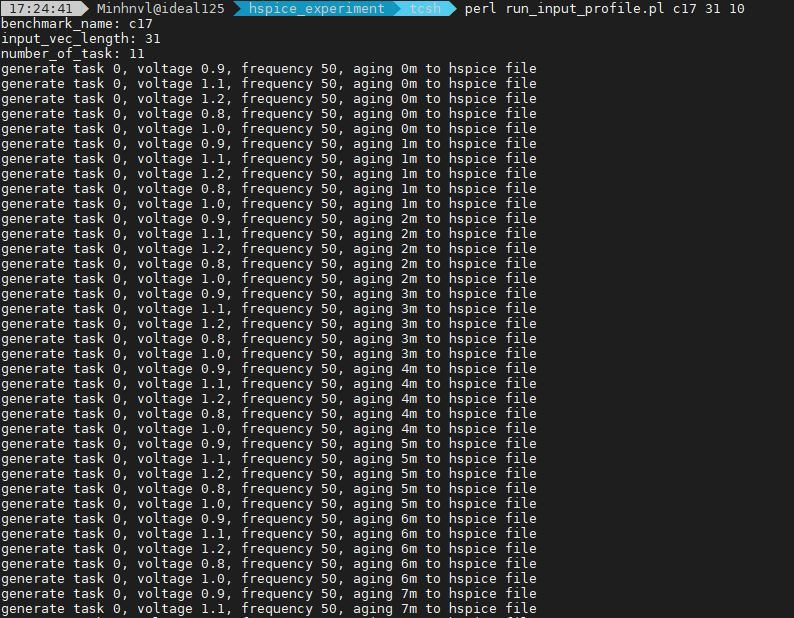 17:24:41 Minhnvl@ideal125 hspice_experiment tcsh perl run_input_profile.pl c17 31 10
benchmark_name: c17
input_vec_length: 31
number_of_task: 11
generate task 0, voltage 0.9, frequency 50, aging 0m to hspice file
generate task 0, voltage 1.1, frequency 50, aging 0m to hspice file
generate task 0, voltage 1.2, frequency 50, aging 0m to hspice file
generate task 0, voltage 0.8, frequency 50, aging 0m to hspice file
generate task 0, voltage 1.0, frequency 50, aging 0m to hspice file
generate task 0, voltage 0.9, frequency 50, aging 1m to hspice file
generate task 0, voltage 1.1, frequency 50, aging 1m to hspice file
generate task 0, voltage 1.2, frequency 50, aging 1m to hspice file
generate task 0, voltage 0.8, frequency 50, aging 1m to hspice file
generate task 0, voltage 1.0, frequency 50, aging 1m to hspice file
generate task 0, voltage 0.9, frequency 50, aging 2m to hspice file
generate task 0, voltage 1.1, frequency 50, aging 2m to hspice file
generate task 0, voltage 1.2, frequency 50, aging 2m to hspice file
generate task 0, voltage 0.8, frequency 50, aging 2m to hspice file
generate task 0, voltage 1.0, frequency 50, aging 2m to hspice file
generate task 0, voltage 0.9, frequency 50, aging 3m to hspice file
generate task 0, voltage 1.1, frequency 50, aging 3m to hspice file
generate task 0, voltage 1.2, frequency 50, aging 3m to hspice file
generate task 0, voltage 0.8, frequency 50, aging 3m to hspice file
generate task 0, voltage 1.0, frequency 50, aging 3m to hspice file
generate task 0, voltage 0.9, frequency 50, aging 4m to hspice file
generate task 0, voltage 1.1, frequency 50, aging 4m to hspice file
generate task 0, voltage 1.2, frequency 50, aging 4m to hspice file
generate task 0, voltage 0.8, frequency 50, aging 4m to hspice file
generate task 0, voltage 1.0, frequency 50, aging 4m to hspice file
generate task 0, voltage 0.9, frequency 50, aging 5m to hspice file
generate task 0, voltage 1.1, frequency 50, aging 5m to hspice file
generate task 0, voltage 1.2, frequency 50, aging 5m to hspice file
generate task 0, voltage 0.8, frequency 50, aging 5m to hspice file
generate task 0, voltage 1.0, frequency 50, aging 5m to hspice file
generate task 0, voltage 0.9, frequency 50, aging 6m to hspice file
generate task 0, voltage 1.1, frequency 50, aging 6m to hspice file
generate task 0, voltage 1.2, frequency 50, aging 6m to hspice file
generate task 0, voltage 0.8, frequency 50, aging 6m to hspice file
generate task 0, voltage 1.0, frequency 50, aging 6m to hspice file
generate task 0, voltage 0.9, frequency 50, aging 7m to hspice file
generate task 0, voltage 1.1, frequency 50, aging 7m to hspice file